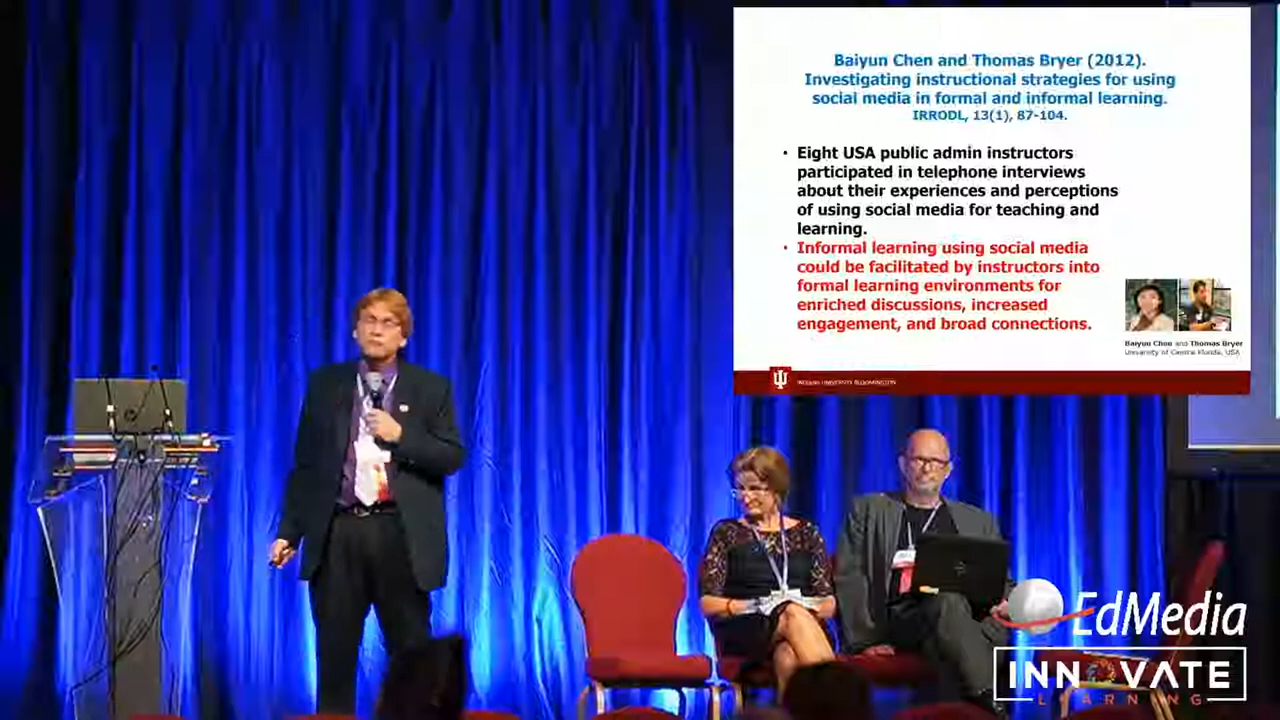 Baiyun Chen and Thomas Bryer (2012).
Investigating instructional strategies for using
social media in formal and informal learning.
IRRODL, 13(1), 87-104.
• Eight USA public admin instructors
participated in telephone interviews
about their experiences and perceptions
of using social media for teaching and
learning.
• Informal learning using social media
could be facilitated by instructors into
formal learning environments for
enriched discussions, increased
engagement, and broad connections.
Baiyun Chen and Thomas Bryer
University of Central Florida, USA
INDIANA UNIVERSITY BLOOMINGTON
EdMedia
INNOVATE
LEARNING